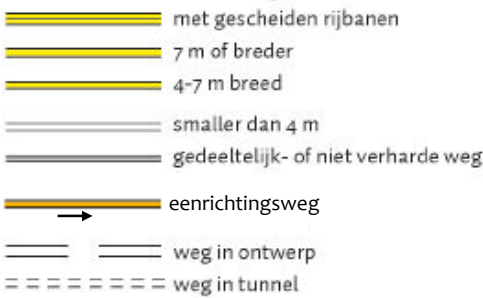 met gescheiden rijbanen
7 m of breder
4-7 m breed
smaller dan 4 m
gedeeltelijk- of niet verharde weg
eenrichtingsweg
weg in ontwerp
weg in tunnel